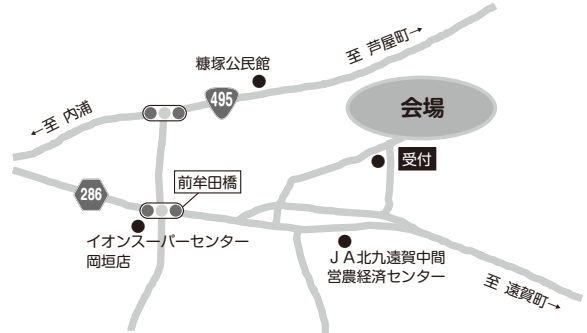 至 芦屋町→
糠塚公民館
495
会場
←至 内浦
受付
286
前牟田橋
イオンスーパーセンター
岡垣店
ＪＡ北九遠賀中間
営農経済センター
至 遠賀町→